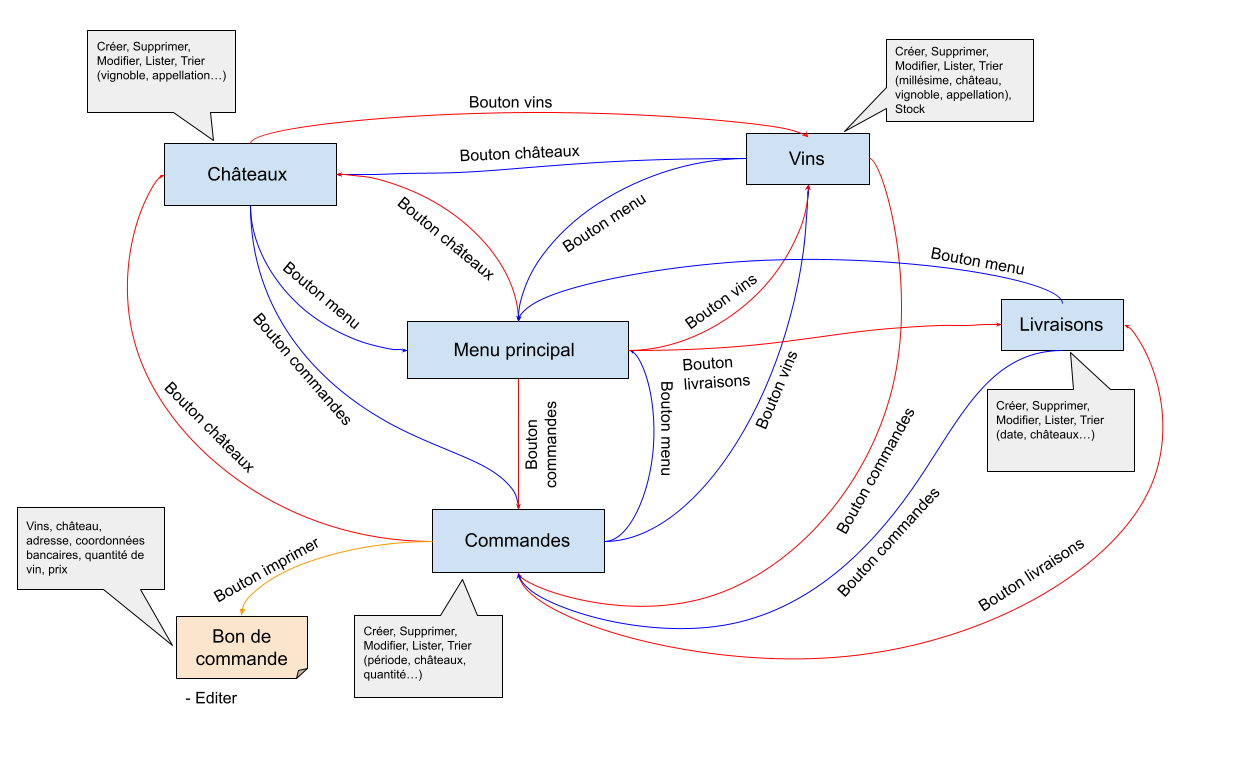 Créer, Supprimer,
Modifier, Lister, Trier
(vignoble, appellation…)
Créer, Supprimer,
Modifier, Lister, Trier
(millésime, château,
vignoble, appellation),
Stock
Bouton vins
Bouton châteaux
Vins
Châteaux
Bouton châteaux
Bouton menu
Bouton menu
Bouton menu
Bouton vins
Bouton commandes
Menu principal
Livraisons
Bouton
livraisons
Bouton vins
Bouton menu
Bouton châteaux
Bouton
commandes
Créer, Supprimer,
Modifier, Lister, Trier
(date, châteaux…)
Bouton commandes
Bouton commandes
Vins, château,
adresse, coordonnées
bancaires, quantité de
vin, prix
Commandes
Bouton imprimer
Bouton livraisons
Bon de
commande
Créer, Supprimer,
Modifier, Lister, Trier
(période, châteaux,
quantité…)
- Editer